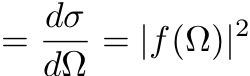 = dσ/dΩ = |f(Ω)|²